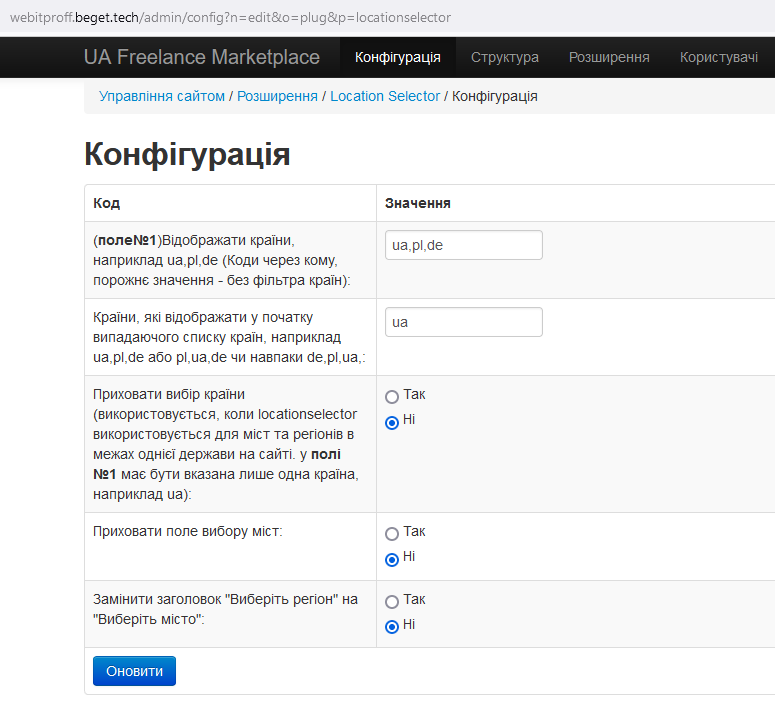 webitproff.beget.tech/admin/config?n=edit&o=plug&p=locationselector
UA Freelance Marketplace Конфігурація Структура Розширення Користувачі
Управління сайтом / Розширення / Location Selector / Конфігурація
Конфігурація
Код Значення
(поле№1)Відображати країни,
наприклад ua,pl,de (Коди через кому,
порожнє значення - без фільтра країн):
ua,pl,de
Країни, які відображати у початку
випадаючого списку країн, наприклад
ua,pl,de або pl,ua,de чи навпаки de,pl,ua,:
ua
Приховати вибір країни
(використовується, коли locationselector
використовується для міст та регіонів в
межах однієї держави на сайті. у полі
№1 має бути вказана лише одна країна,
наприклад ua):
Так
Ні
Приховати поле вибору міст:
Так
Ні
Замінити заголовок "Виберіть регіон" на
"Виберіть місто":
Так
Ні
Оновити